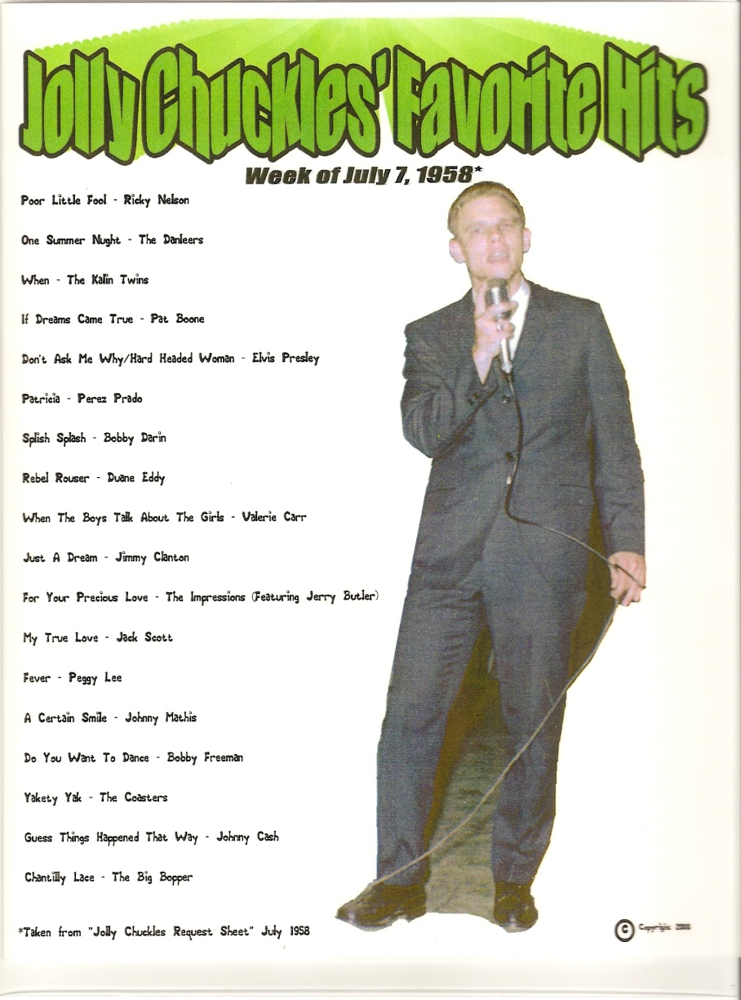 Jolly Chuckles' Favorite Hits
Week of July 7, 1958*
Poor Little Fool - Ricky Nelson
One Summer Nught - The Danleers
When - The Kalin Twins
If Dreams Came True - Pat Boone
Don't Ask Me Why/Hard Headed Woman - Elvis Presley
Patricia - Perez Prado
Splish Splash - Bobby Darin
Rebel Rouser - Duane Eddy
When The Boys Talk About The Girls - Valerie Carr
Just A Dream - Jimmy Clanton
For Your Precious Love - The Impressions (Featuring Jerry Butler)
My True Love - Jack Scott
Fever - Peggy Lee
A Certain Smile - Johnny Mathis
Do You Want To Dance - Bobby Freeman
Yakety Yak - The Coasters
Guess Things Happened That Way - Johnny Cash
Chantilly Lace - The Big Bopper
*Taken from "Jolly Chuckles Request Sheet" July 1958
© Copyright